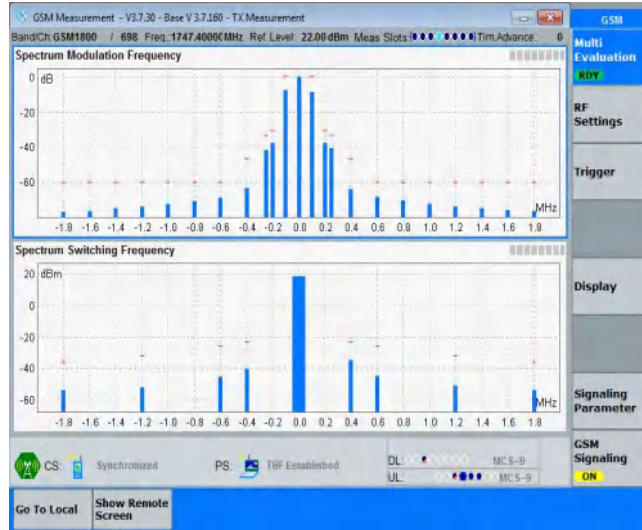 GSM Measurement - V3.7.30 - Base V 3.7.160 - TX Measurement
GSM
Band/Ch: GSM1800 / 698 Freq.: 1747.4000 MHz Ref. Level: 22.00 dBm Meas Slots: Tim.Advance: 0
Multi
Evaluation
RDY
Spectrum Modulation Frequency
0 dB
-20
-40
-60
MHz
-1.8 -1.6 -1.4 -1.2 -1.0 -0.8 -0.6 -0.4 -0.2 0.0 0.2 0.4 0.6 0.8 1.0 1.2 1.4 1.6 1.8
RF
Settings
Trigger
Spectrum Switching Frequency
20 dBm
0
-20
-40
-60
MHz
-1.8 -1.6 -1.4 -1.2 -1.0 -0.8 -0.6 -0.4 -0.2 0.0 0.2 0.4 0.6 0.8 1.0 1.2 1.4 1.6 1.8
Display
Signaling
Parameter
CS: Synchronized PS: TBF Established DL: MCS-9
UL: MCS-9
GSM
Signaling
ON
Go To Local
Show Remote
Screen